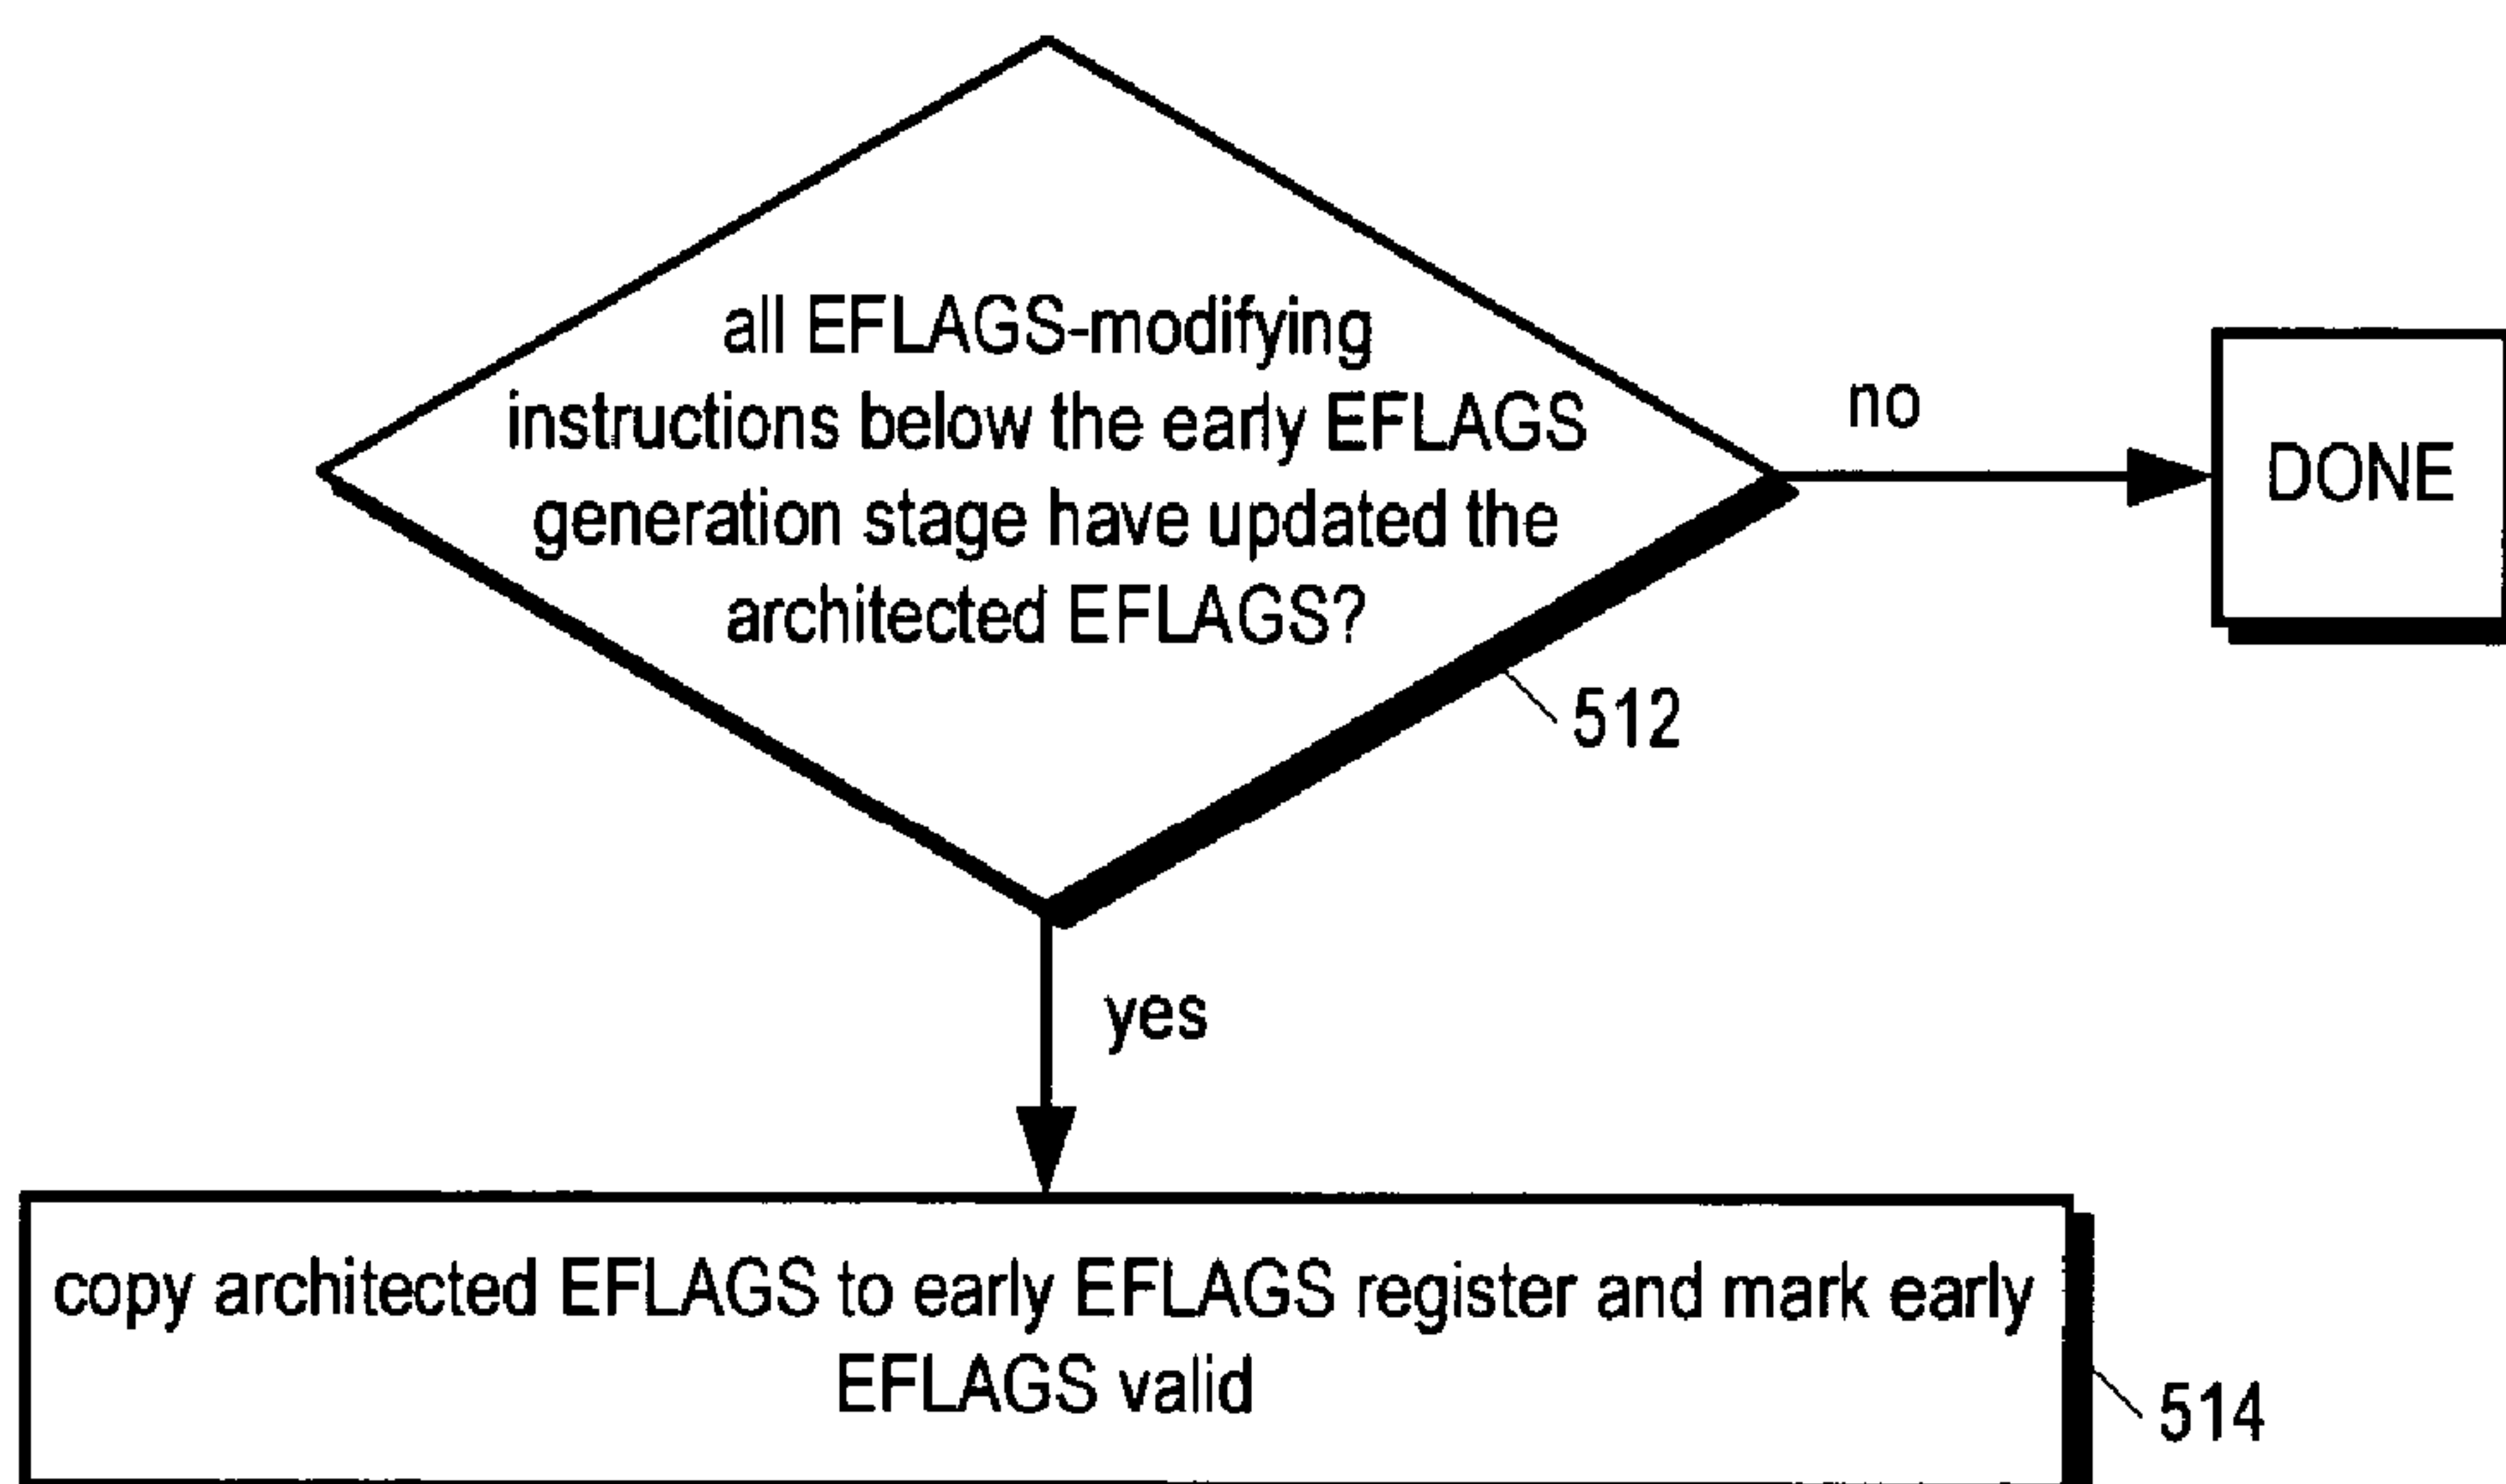 all EFLAGS-modifying
instructions below the early EFLAGS
generation stage have updated the
architected EFLAGS?
no
DONE
512
yes
copy architected EFLAGS to early EFLAGS register and mark early
EFLAGS valid
514